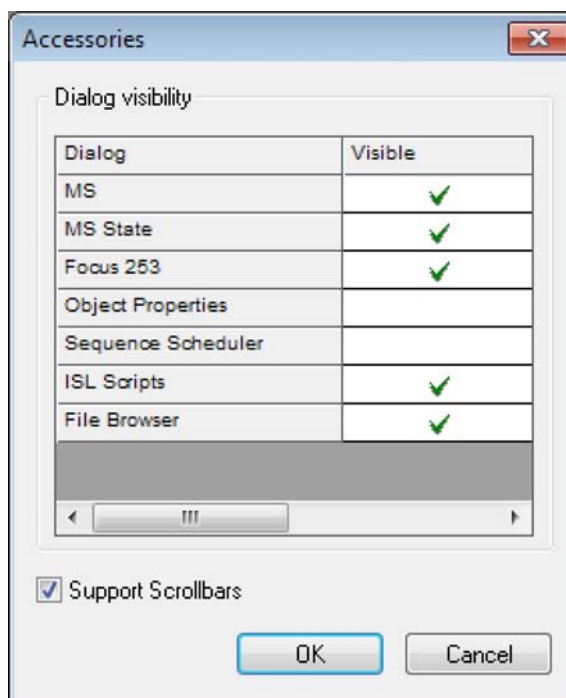 Accessories
Dialog visibility
Dialog Visible
MS
MS State
Focus 253
Object Properties
Sequence Scheduler
ISL Scripts
File Browser
Support Scrollbars
OK Cancel